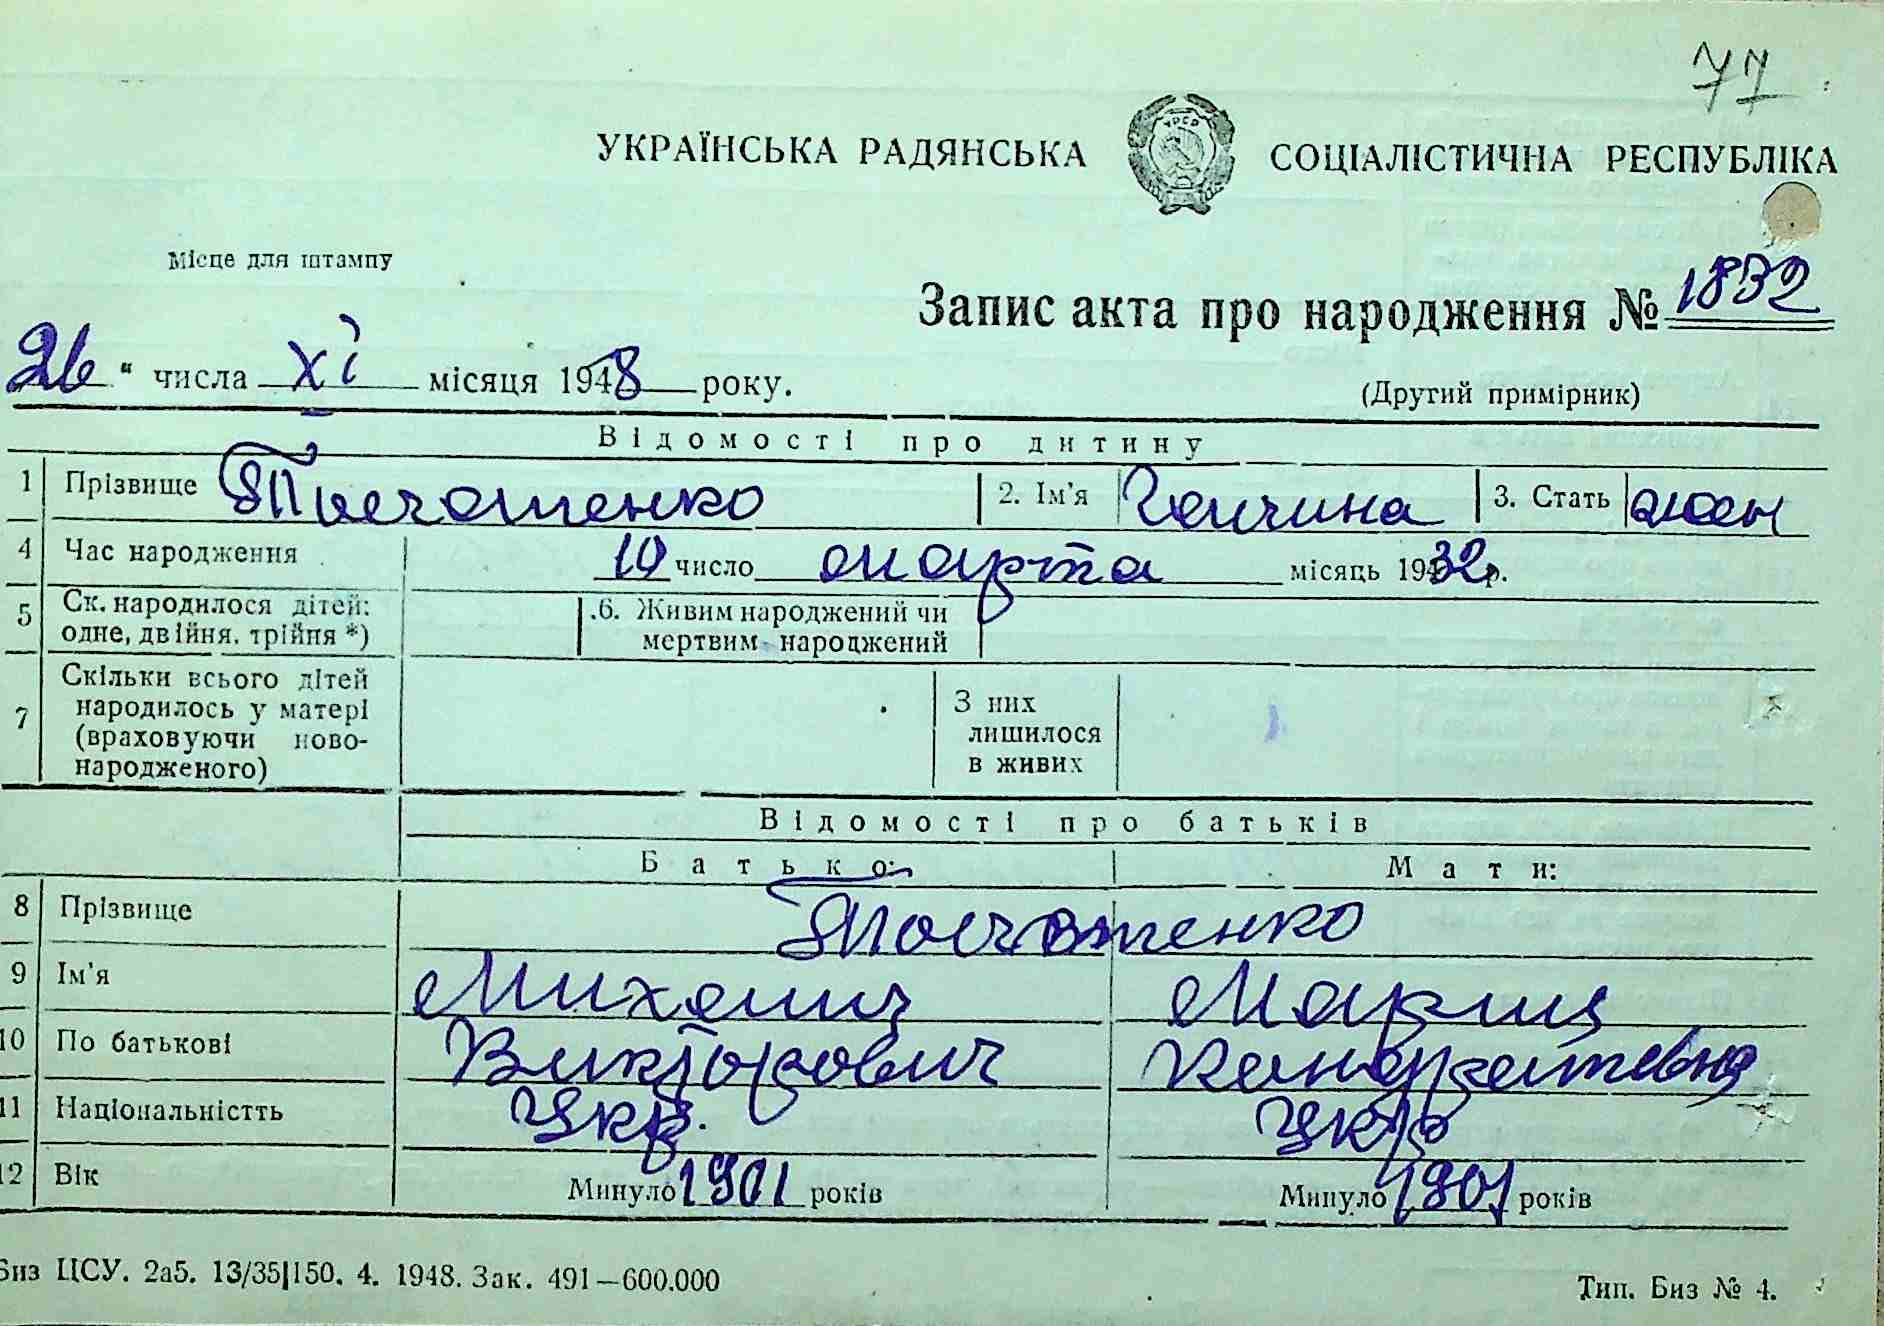 77
УКРАЇНСЬКА РАДЯНСЬКА СОЦІАЛІСТИЧНА РЕСПУБЛІКА
УРСР
Місце для штампу
Запис акта про народження № 1832
26 " числа XI місяця 1948 року.
(Другий примірник)
Відомості про дитину
1 Прізвище 2. Ім'я Ганчина 3. Стать жен
4 Час народження 10 число марта місяць 1932 р.
5 Ск. народилося дітей: одне, двійня, трійня *) 6. Живим народжений чи мертвим народжений
7 Скільки всього дітей народилось у матері (враховуючи новонародженого) З них лишилося в живих
Відомості про батьків
Батько: Мати:
8 Прізвище
9 Ім'я Михаил Мария
10 По батькові Викторович Кондратевна
11 Національністть Укр. Укр
12 Вік Минуло 1901 років Минуло 1901 років
Биз ЦСУ. 2а5. 13/35|150. 4. 1948. Зак. 491—600.000
Тип. Биз № 4.